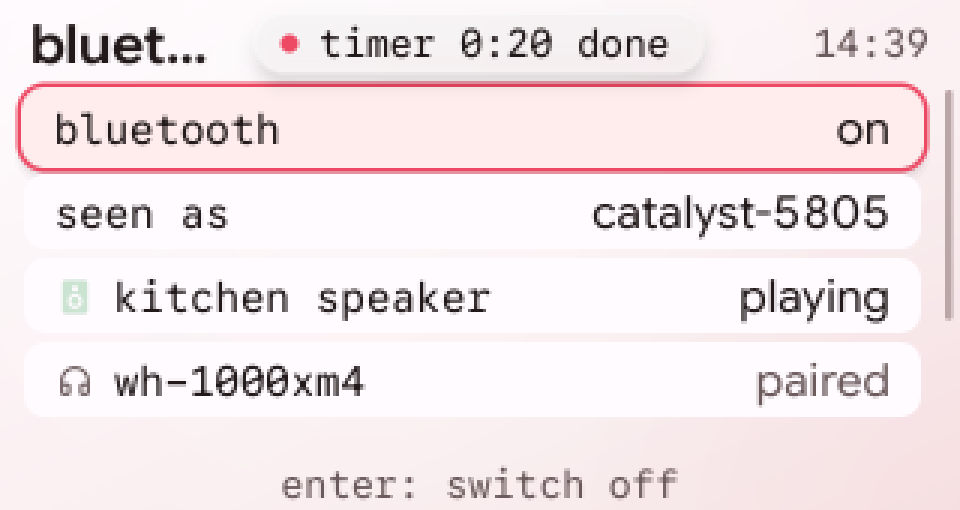 bluet... timer 0:20 done 14:39
bluetooth on
seen as catalyst-5805
kitchen speaker playing
wh-1000xm4 paired
enter: switch off